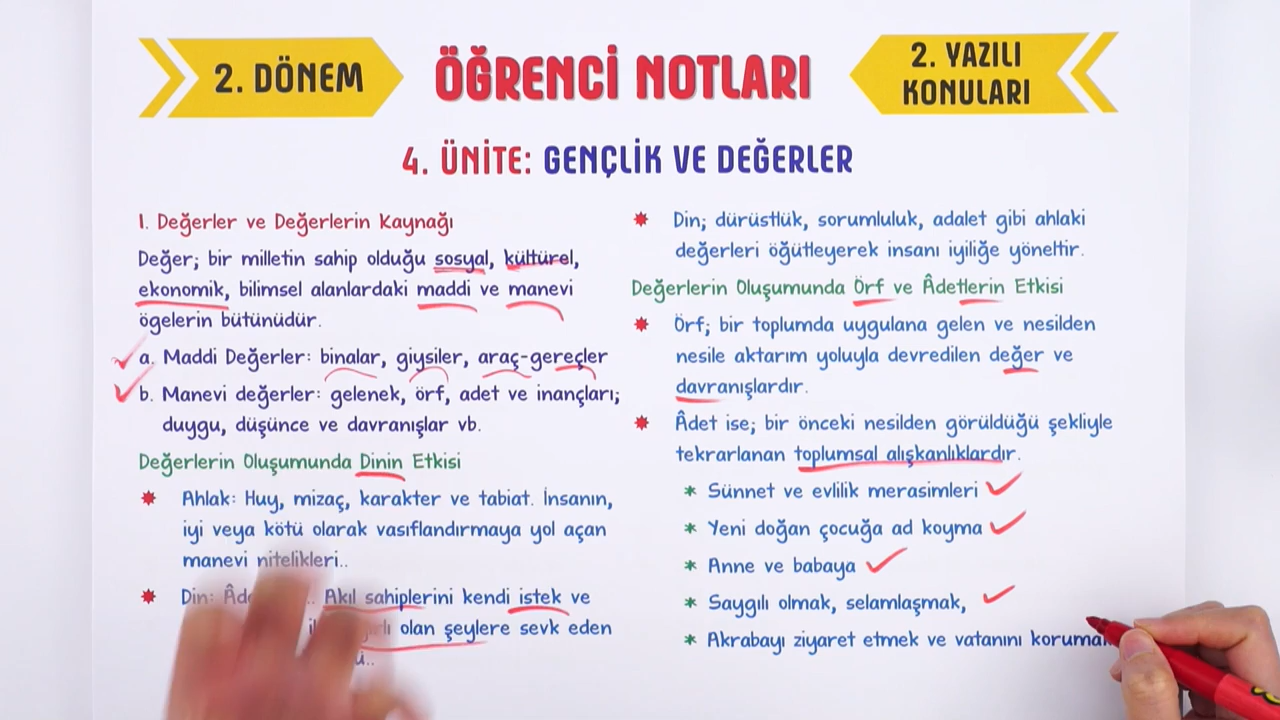 2. DÖNEM
ÖĞRENCİ NOTLARI
2. YAZILI
KONULARI
4. ÜNİTE: GENÇLİK VE DEĞERLER
1. Değerler ve Değerlerin Kaynağı
Değer; bir milletin sahip olduğu sosyal, kültürel,
ekonomik, bilimsel alanlardaki maddi ve manevi
ögelerin bütünüdür.
a. Maddi Değerler: binalar, giysiler, araç-gereçler
b. Manevi değerler: gelenek, örf, adet ve inançları;
duygu, düşünce ve davranışlar vb.
Değerlerin Oluşumunda Dinin Etkisi
Ahlak: Huy, mizaç, karakter ve tabiat. İnsanın,
iyi veya kötü olarak vasıflandırmaya yol açan
manevi nitelikleri..
Din: Akıl sahiplerini kendi istek ve
olan şeylere sevk eden
Din; dürüstlük, sorumluluk, adalet gibi ahlaki
değerleri öğütleyerek insanı iyiliğe yöneltir.
Değerlerin Oluşumunda Örf ve Âdetlerin Etkisi
Örf; bir toplumda uygulana gelen ve nesilden
nesile aktarım yoluyla devredilen değer ve
davranışlardır.
Âdet ise; bir önceki nesilden görüldüğü şekliyle
tekrarlanan toplumsal alışkanlıklardır.
* Sünnet ve evlilik merasimleri
* Yeni doğan çocuğa ad koyma
* Anne ve babaya
* Saygılı olmak, selamlaşmak,
* Akrabayı ziyaret etmek ve vatanını korumak